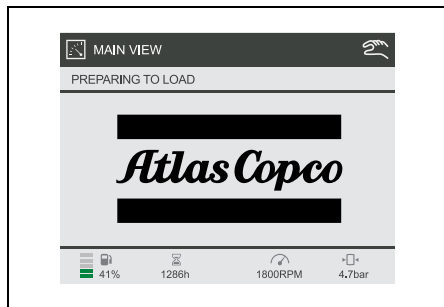 MAIN VIEW
PREPARING TO LOAD
Atlas Copco
41% 1286h 1800RPM 4.7bar